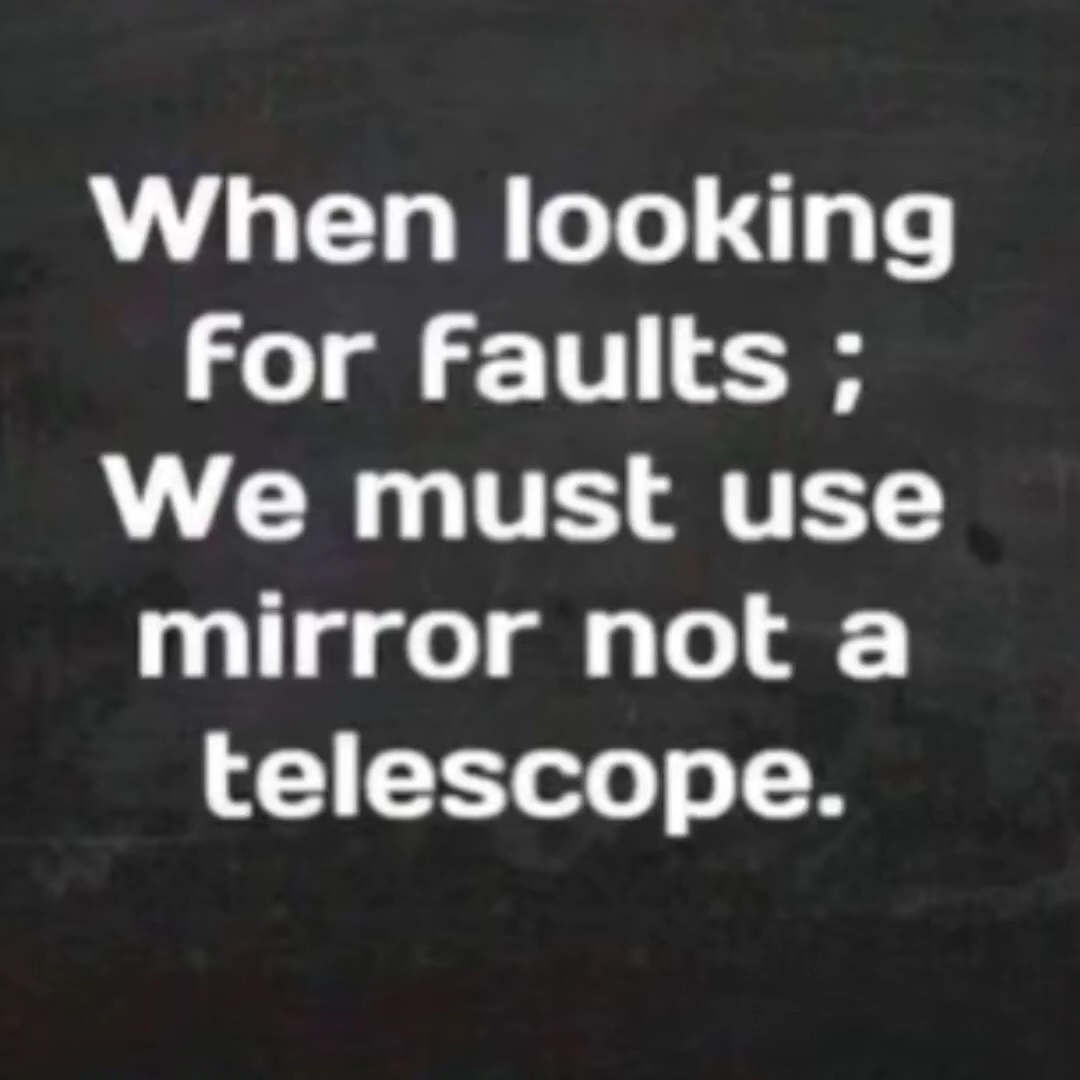 When looking
for faults ;
We must use
mirror not a
telescope.